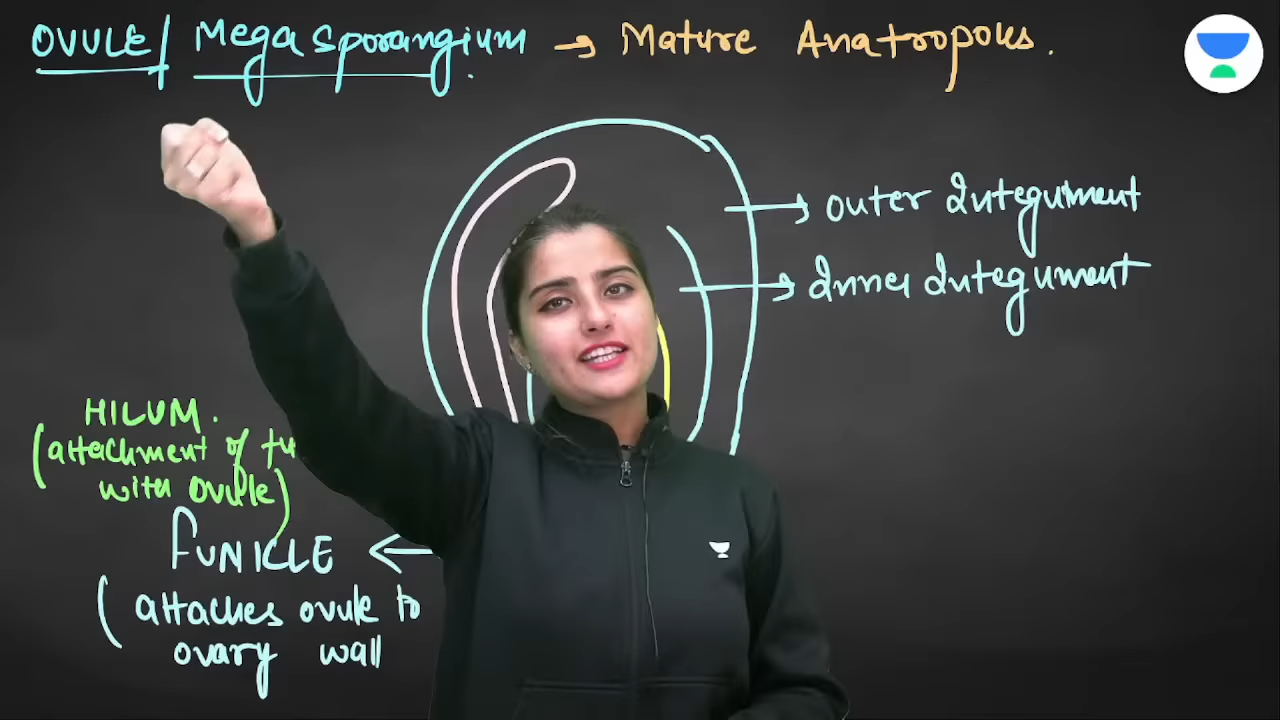 OVULE/ Megasporangium → Mature Anatropous.
Outer Integument
Inner Integument
HILUM.
(attachment of fu
with ovule)
FUNICLE ←
( attaches ovule to
ovary wall